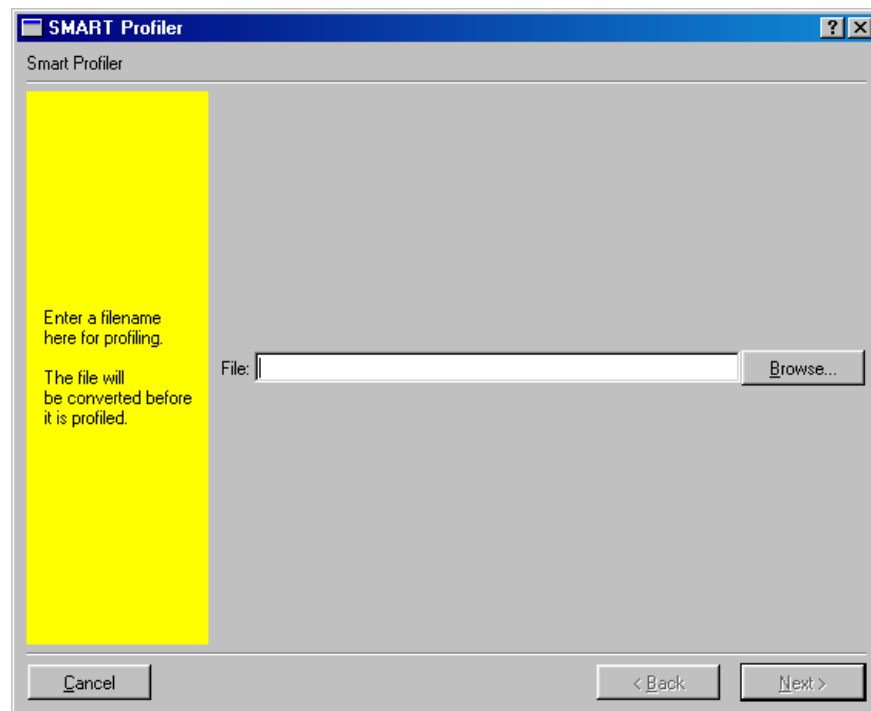 SMART Profiler
Smart Profiler
Enter a filename
here for profiling.
The file will
be converted before
it is profiled.
File:
Browse...
Cancel
< Back
Next >